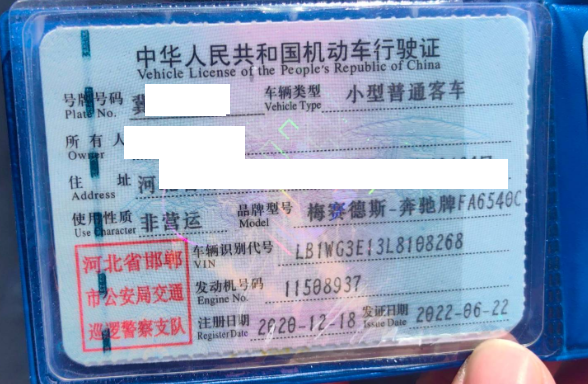 中华人民共和国机动车行驶证
Vehicle License of the People's Republic of China
号牌号码 冀 车辆类型 小型普通客车
Plate No. Vehicle Type
所有人
Owner
住址 河
Address
使用性质 非营运 品牌型号 梅赛德斯-奔驰牌FA6540C
Use Character Model
河北省邯郸
市公安局交通
巡逻警察支队
车辆识别代号 LB1WG3E13L8108268
VIN
发动机号码 11508937
Engine No.
注册日期 2020-12-18 发证日期 2022-06-22
Register Date Issue Date